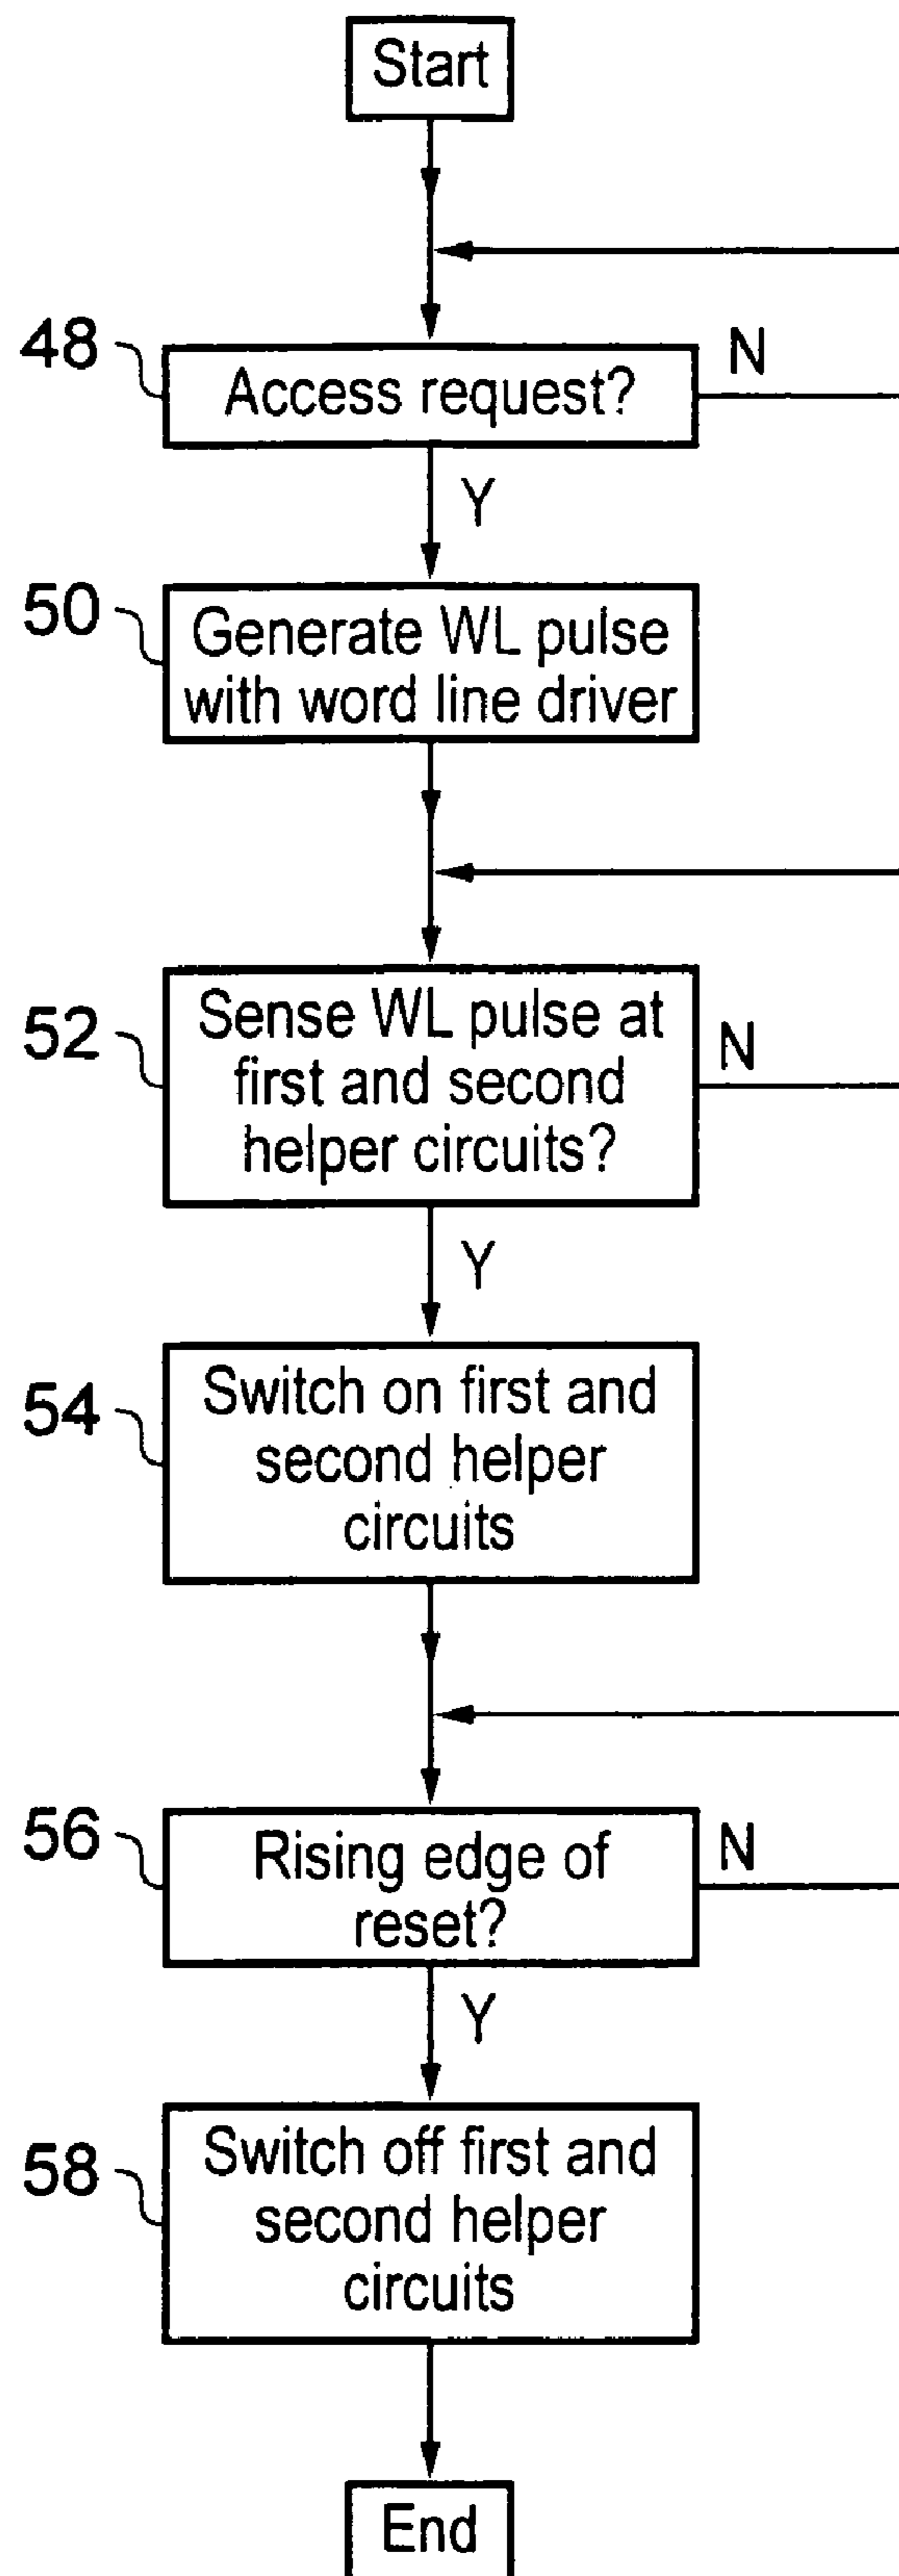 Start
48
Access request?
N
Y
50
Generate WL pulse
with word line driver
52
Sense WL pulse at
first and second
helper circuits?
N
Y
54
Switch on first and
second helper
circuits
56
Rising edge of
reset?
N
Y
58
Switch off first and
second helper
circuits
End